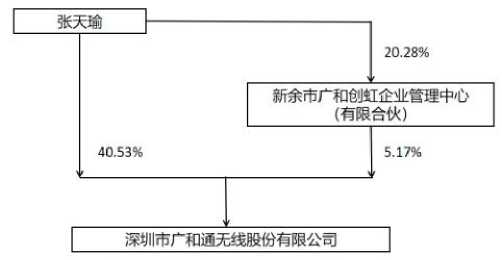 张天瑜
20.28%
新余市广和创虹企业管理中心
（有限合伙）
40.53%
5.17%
深圳市广和通无线股份有限公司